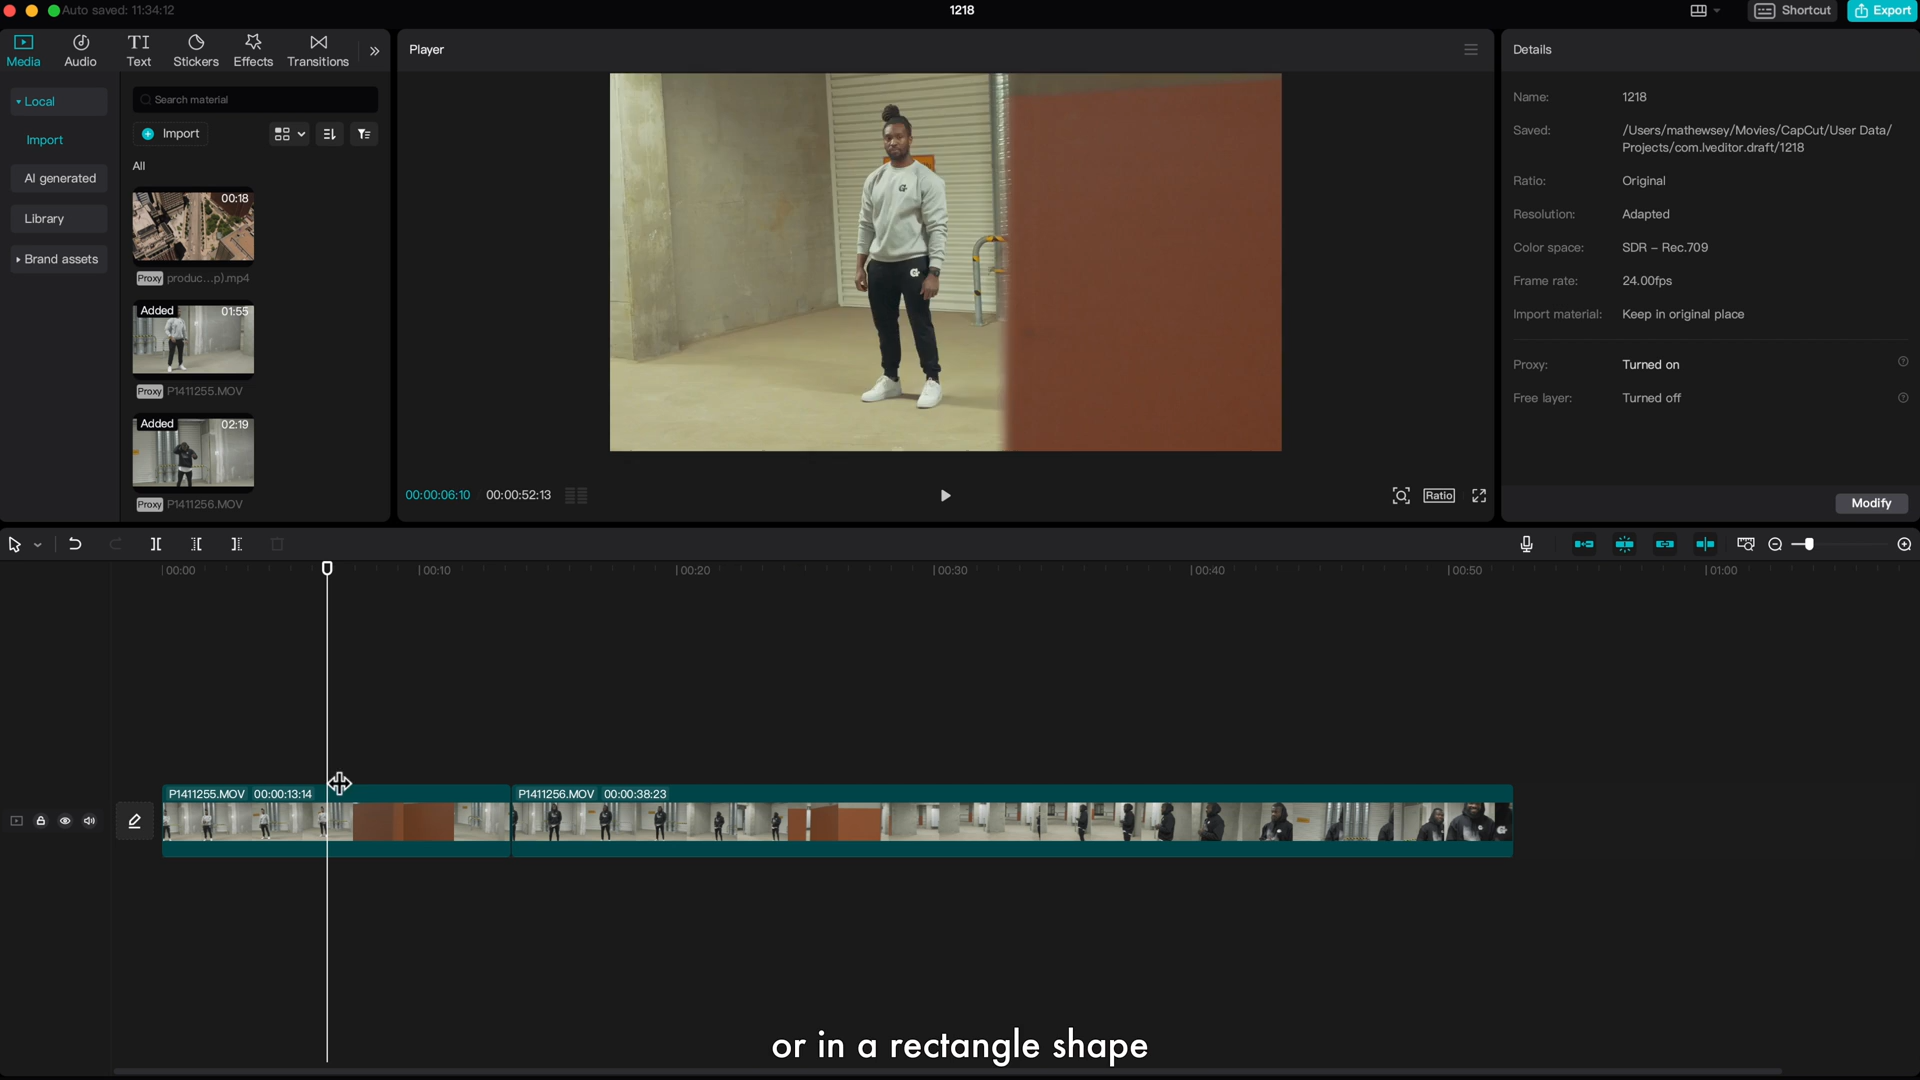 Auto saved: 11:34:12
1218
Shortcut
Export
Media
Audio
Text
Stickers
Effects
Transitions
Player
Details
Local
Import
AI generated
Library
Brand assets
Search material
Import
All
00:18
Proxy produc...p).mp4
Added 01:55
Proxy P1411255.MOV
Added 02:19
Proxy P1411256.MOV
00:00:06:10 00:00:52:13
Ratio
Name: 1218
Saved: /Users/mathewsey/Movies/CapCut/User Data/
Projects/com.lveditor.draft/1218
Ratio: Original
Resolution: Adapted
Color space: SDR – Rec.709
Frame rate: 24.00fps
Import material: Keep in original place
Proxy: Turned on
Free layer: Turned off
Modify
00:00 00:10 00:20 00:30 00:40 00:50 01:00
P1411255.MOV 00:00:13:14 P1411256.MOV 00:00:38:23
or in a rectangle shape